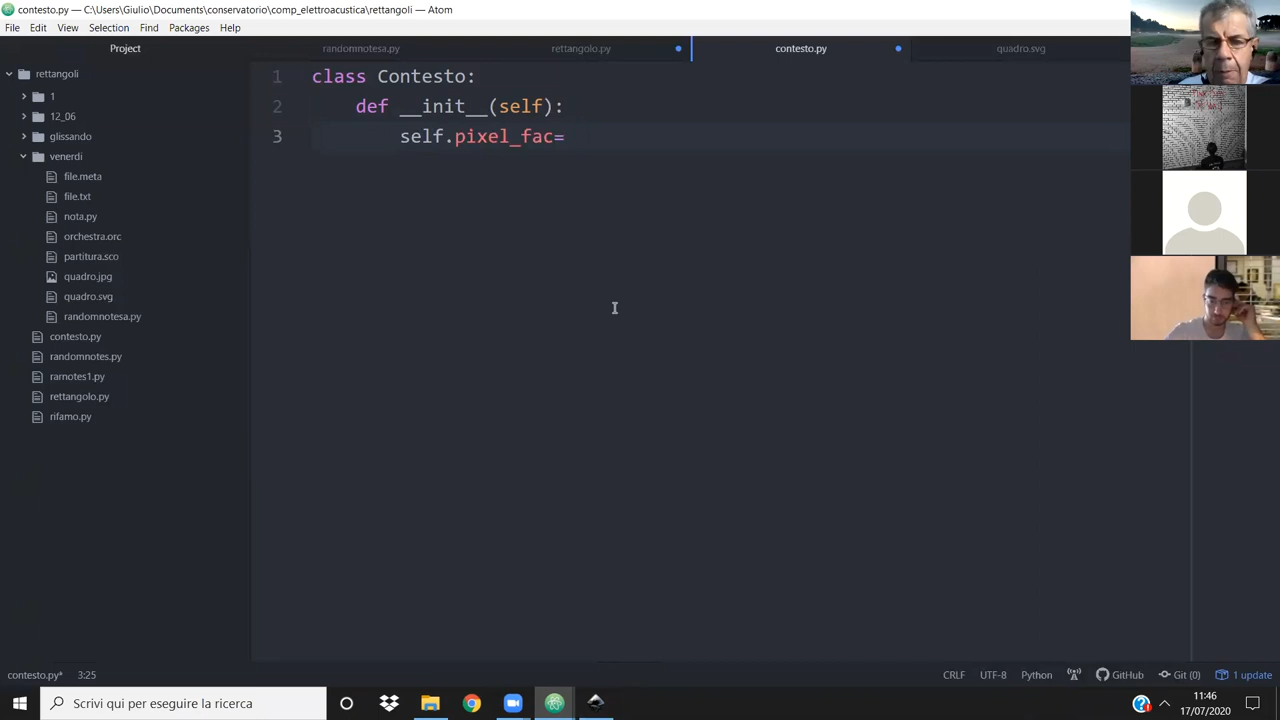 contesto.py — C:\Users\Giulio\Documents\conservatorio\comp_elettroacustica\rettangoli — Atom
File Edit View Selection Find Packages Help
Project
randomnotesa.py rettangolo.py contesto.py quadro.svg
rettangoli
1
12_06
glissando
venerdi
file.meta
file.txt
nota.py
orchestra.orc
partitura.sco
quadro.jpg
quadro.svg
randomnotesa.py
contesto.py
randomnotes.py
ramotes1.py
rettangolo.py
rifamo.py
1 class Contesto:
2 def __init__(self):
3 self.pixel_fac=
contesto.py* 3:25 CRLF UTF-8 Python GitHub Git (0) 1 update
Scrivi qui per eseguire la ricerca
11:46
17/07/2020